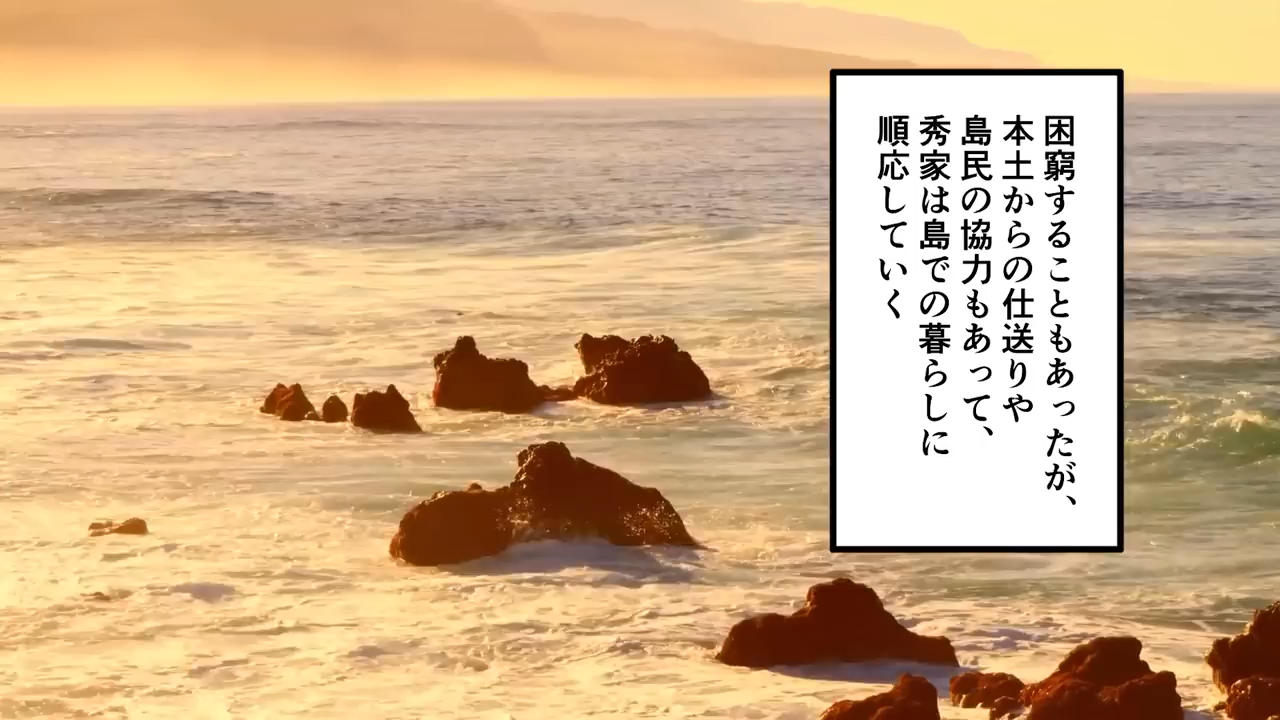 困窮することもあったが、
本土からの仕送りや
島民の協力もあって、
秀家は島での暮らしに
順応していく